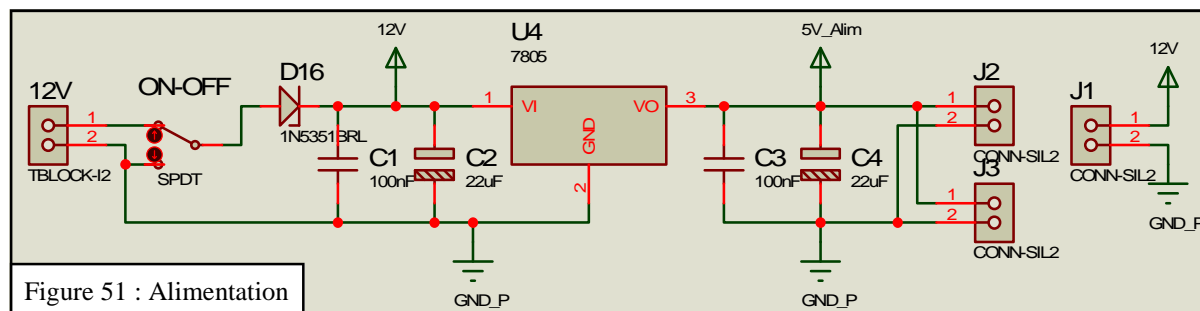 12V
1
2
TBLOCK-I2
ON-OFF
SPDT
D16
1N5351BRL
12V
C1
100nF
C2
22uF
U4
7805
1
VI
VO
3
GND
2
GND_P
5V_Alim
C3
100nF
C4
22uF
GND_P
J2
1
2
CONN-SIL2
J3
1
2
CONN-SIL2
J1
1
2
CONN-SIL2
12V
GND_P
Figure 51 : Alimentation